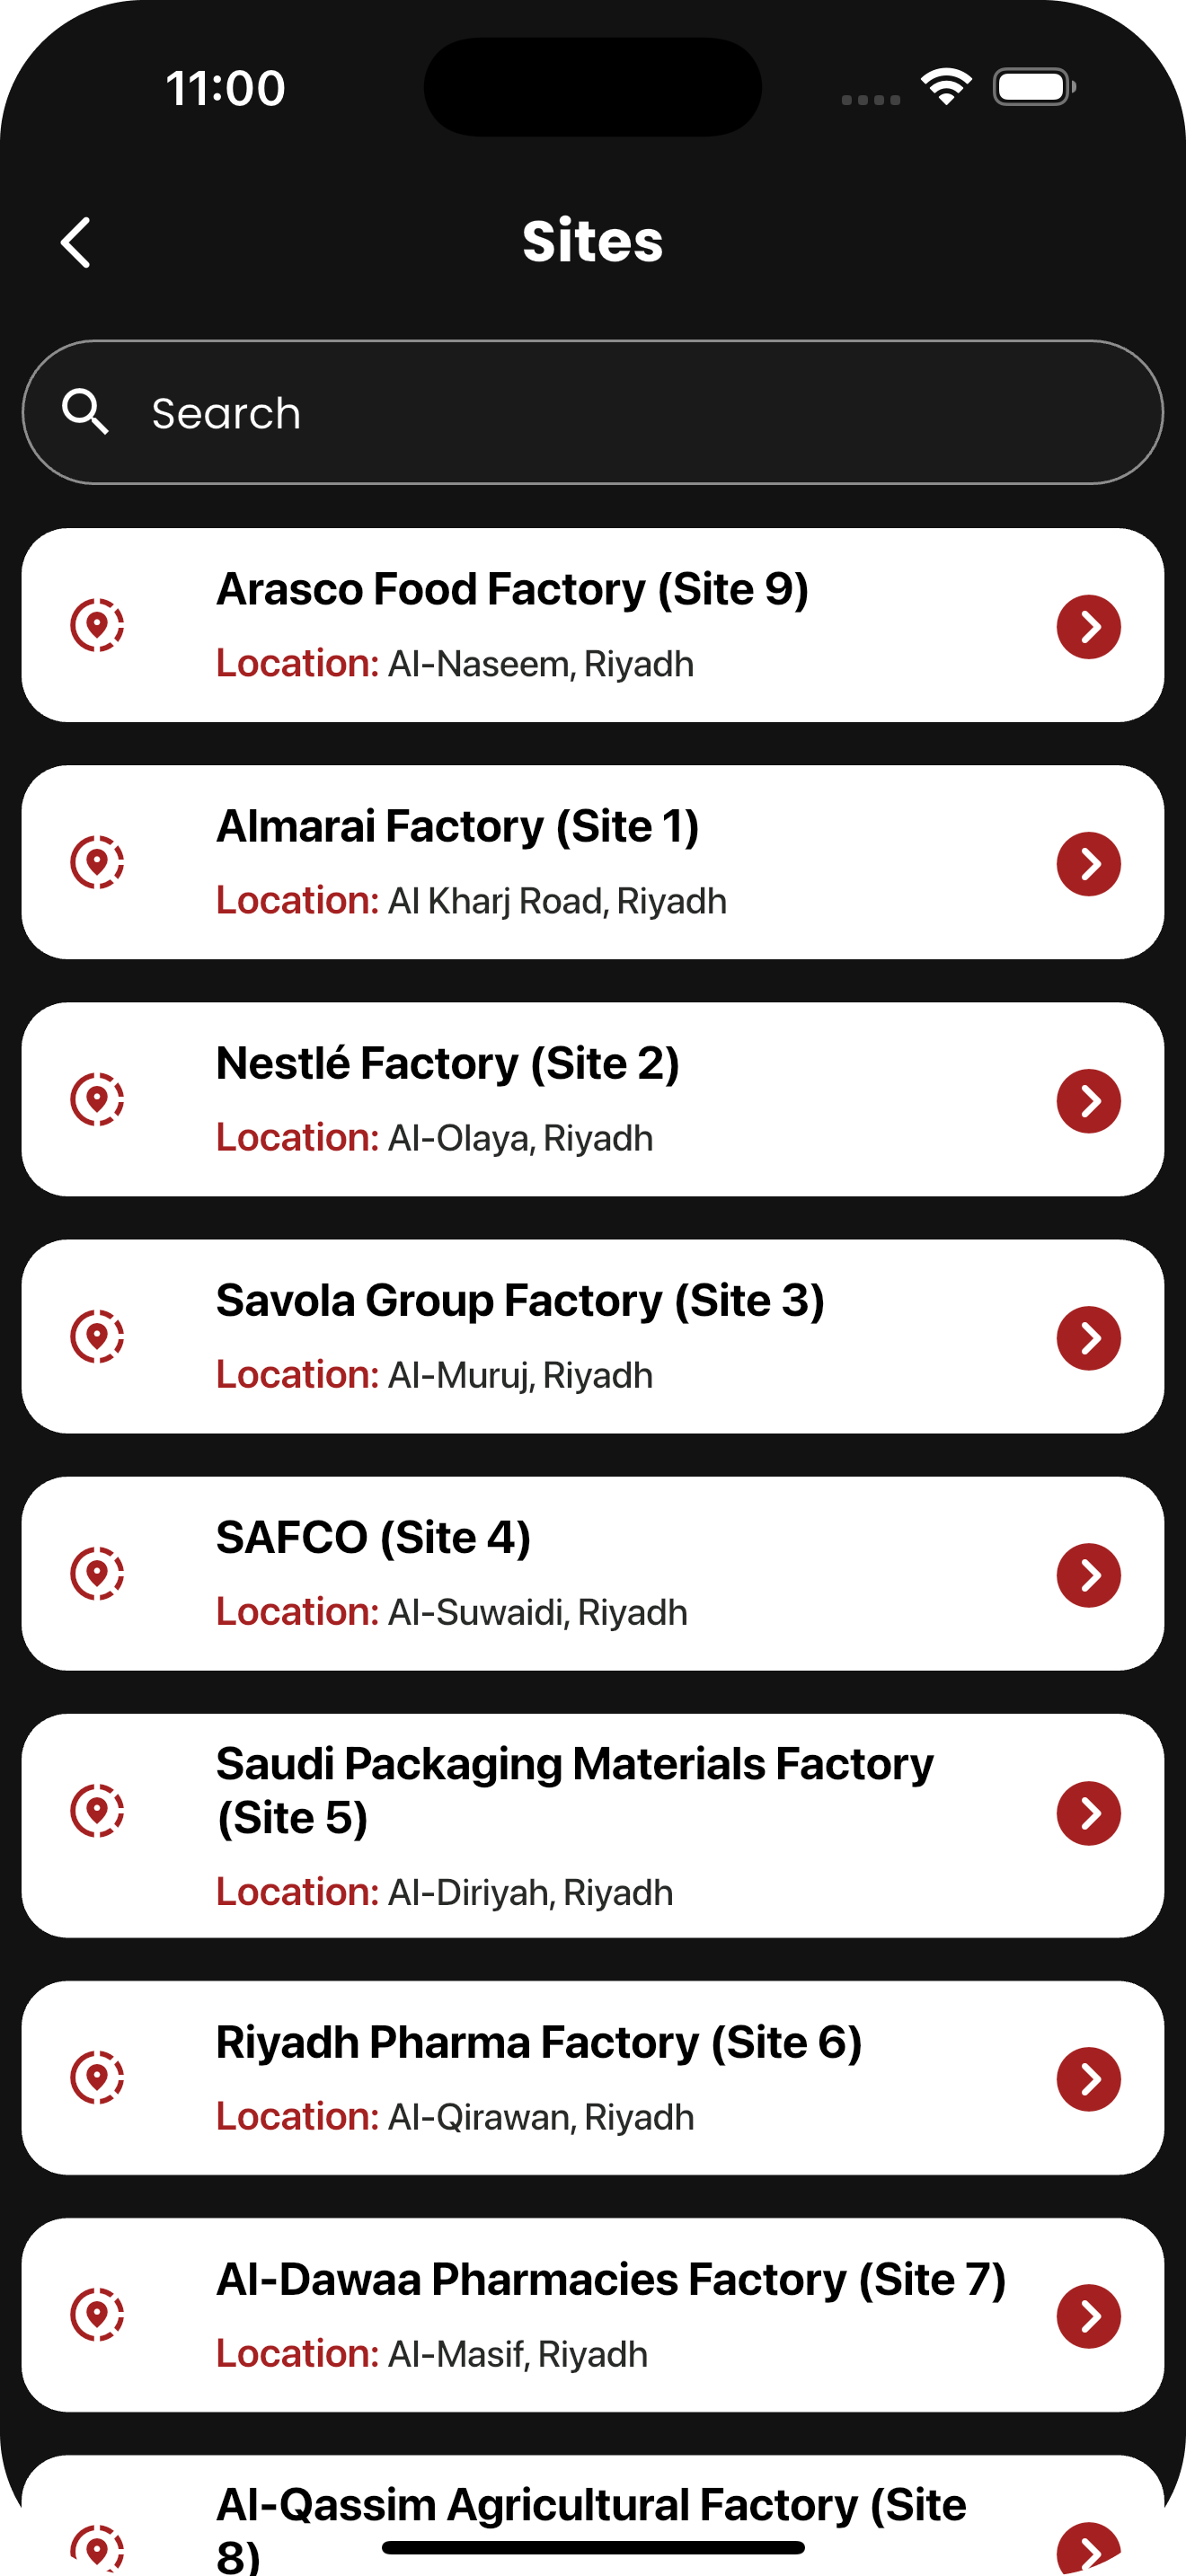 11:00
Sites
Search
Arasco Food Factory (Site 9)
Location: Al-Naseem, Riyadh
Almarai Factory (Site 1)
Location: Al Kharj Road, Riyadh
Nestlé Factory (Site 2)
Location: Al-Olaya, Riyadh
Savola Group Factory (Site 3)
Location: Al-Muruj, Riyadh
SAFCO (Site 4)
Location: Al-Suwaidi, Riyadh
Saudi Packaging Materials Factory
(Site 5)
Location: Al-Diriyah, Riyadh
Riyadh Pharma Factory (Site 6)
Location: Al-Qirawan, Riyadh
Al-Dawaa Pharmacies Factory (Site 7)
Location: Al-Masif, Riyadh
Al-Qassim Agricultural Factory (Site
8)